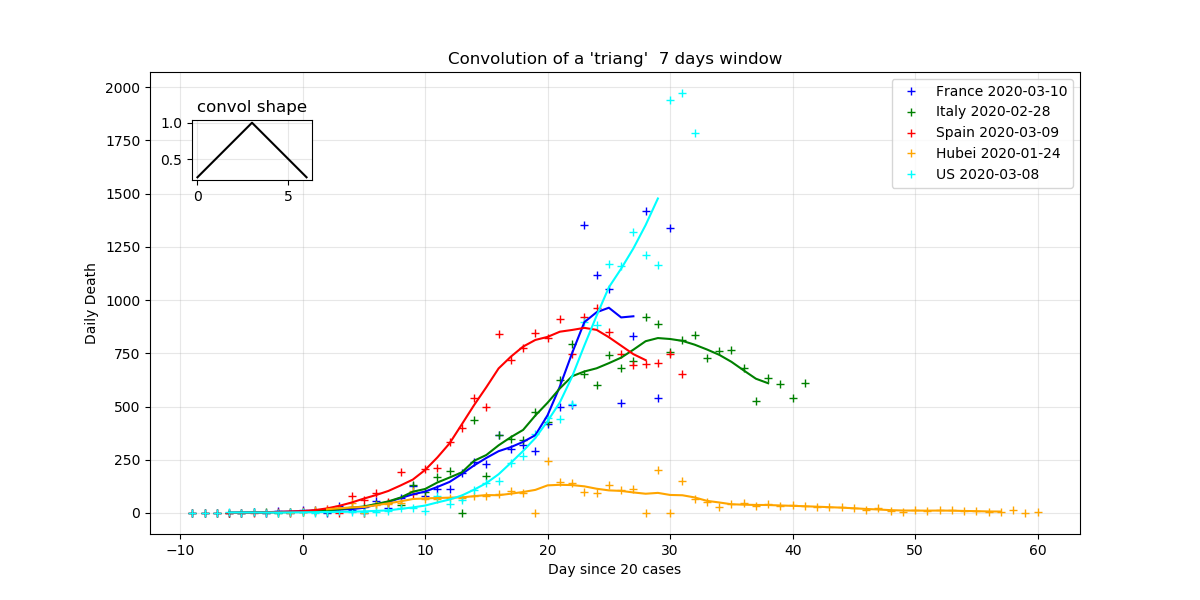 Convolution of a 'triang'  7 days window
convol shape
1.0
0.5
0
5
France 2020-03-10
Italy 2020-02-28
Spain 2020-03-09
Hubei 2020-01-24
US 2020-03-08
Daily Death
2000
1750
1500
1250
1000
750
500
250
0
−10
0
10
20
30
40
50
60
Day since 20 cases